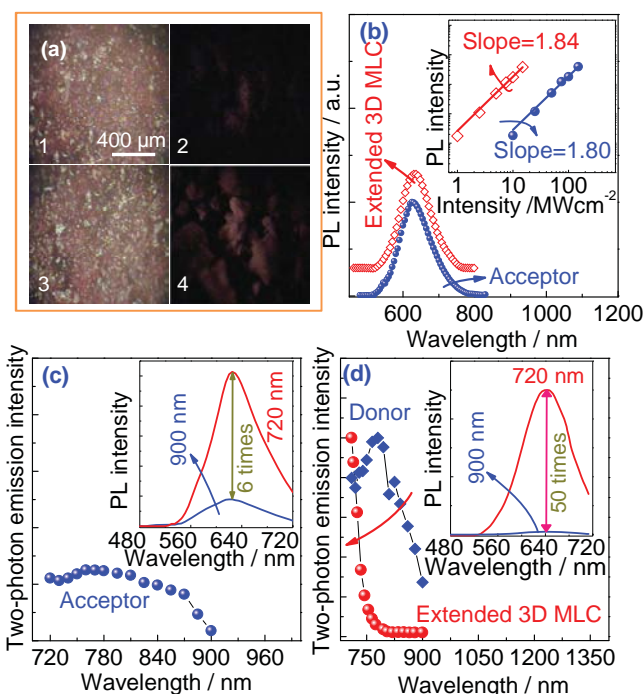 (a)
1
400 µm
2
3
4
(b)
PL intensity / a.u.
Extended 3D MLC
Acceptor
600 800 1000 1200
Wavelength / nm
Slope=1.84
Slope=1.80
PL intensity
1 10 100
Intensity /MWcm-2
(c)
Two-photon emission intensity
Acceptor
720 780 840 900 960
Wavelength / nm
PL intensity
900 nm
720 nm
6 times
480 560 640 720
Wavelength / nm
(d)
Two-photon emission intensity
Donor
Extended 3D MLC
750 900 1050 1200 1350
Wavelength / nm
PL intensity
720 nm
900 nm
50 times
480 560 640 720
Wavelength / nm